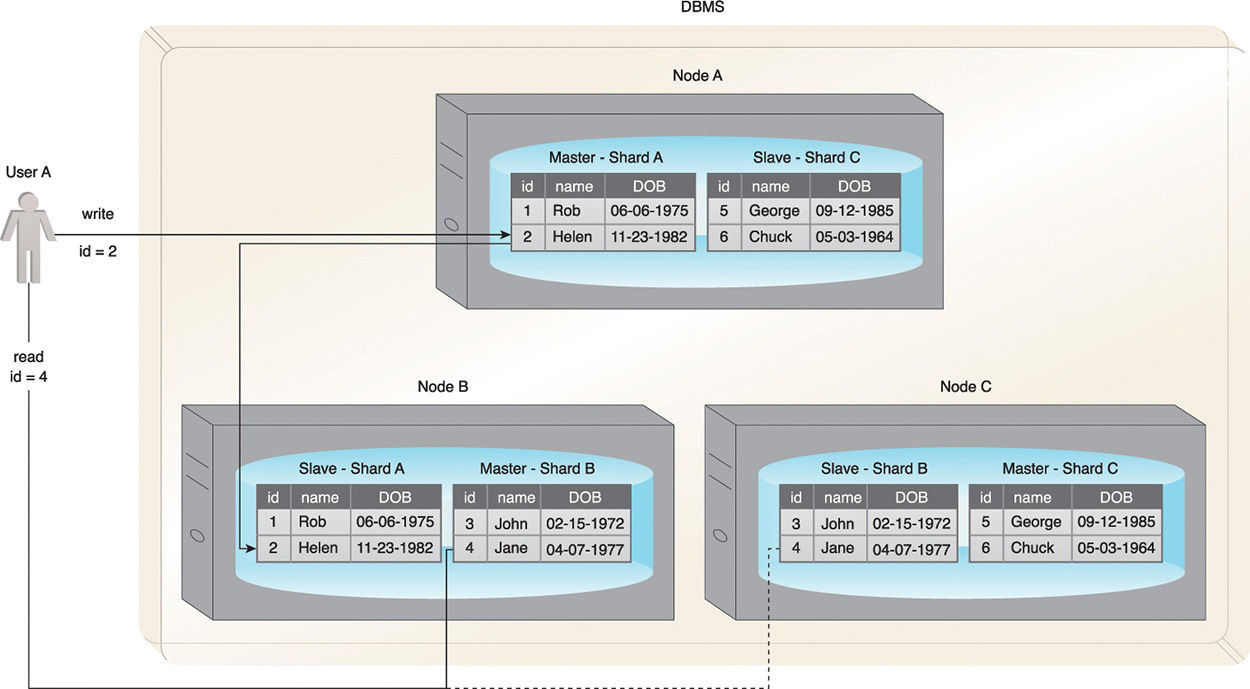 DBMS
Node A
User A
write
id = 2
read
id = 4
Master - Shard A
id name DOB
1 Rob 06-06-1975
2 Helen 11-23-1982
Slave - Shard C
id name DOB
5 George 09-12-1985
6 Chuck 05-03-1964
Node B
Slave - Shard A
id name DOB
1 Rob 06-06-1975
2 Helen 11-23-1982
Master - Shard B
id name DOB
3 John 02-15-1972
4 Jane 04-07-1977
Node C
Slave - Shard B
id name DOB
3 John 02-15-1972
4 Jane 04-07-1977
Master - Shard C
id name DOB
5 George 09-12-1985
6 Chuck 05-03-1964